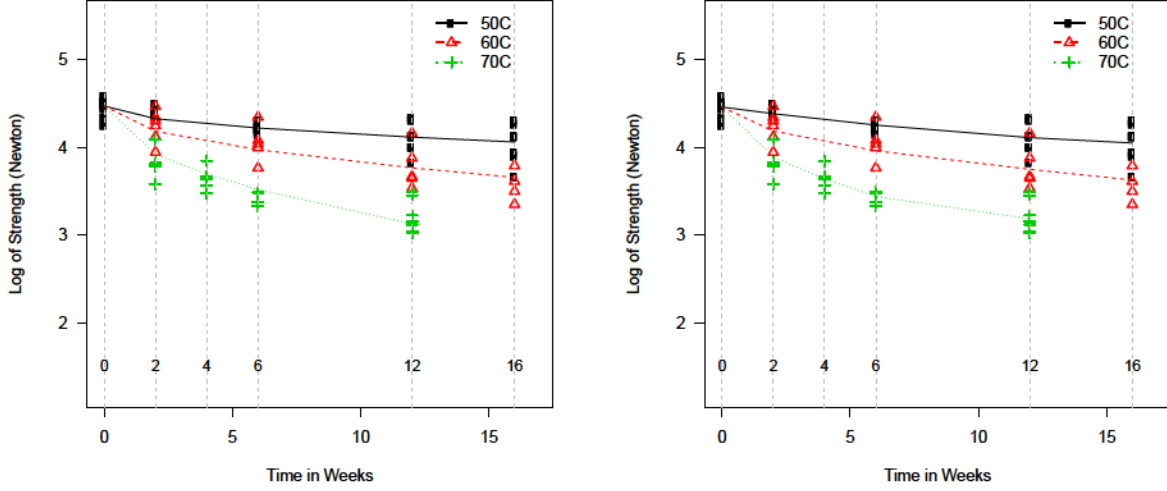 50C
60C
70C
Log of Strength (Newton)
5
4
3
2
0 2 4 6 12 16
0 5 10 15
Time in Weeks
50C
60C
70C
Log of Strength (Newton)
5
4
3
2
0 2 4 6 12 16
0 5 10 15
Time in Weeks